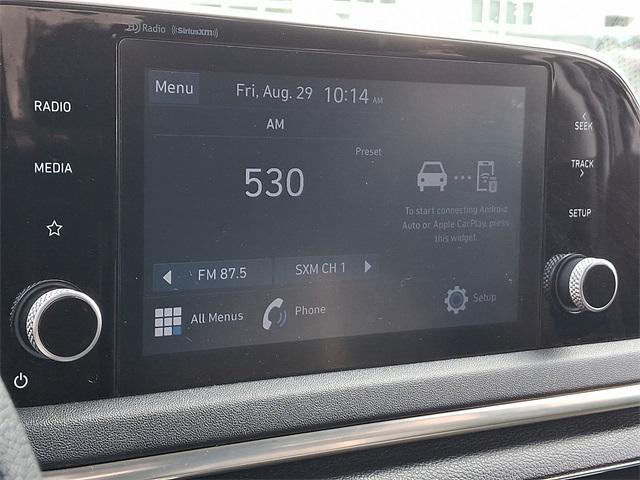 HD Radio ((SiriusXM))
RADIO
MEDIA
Menu
Fri, Aug. 29 10:14 AM
AM
Preset
530
To start connecting Android
Auto or Apple CarPlay, press
this widget.
FM 87.5
SXM CH 1
All Menus
Phone
Setup
SEEK
TRACK
SETUP